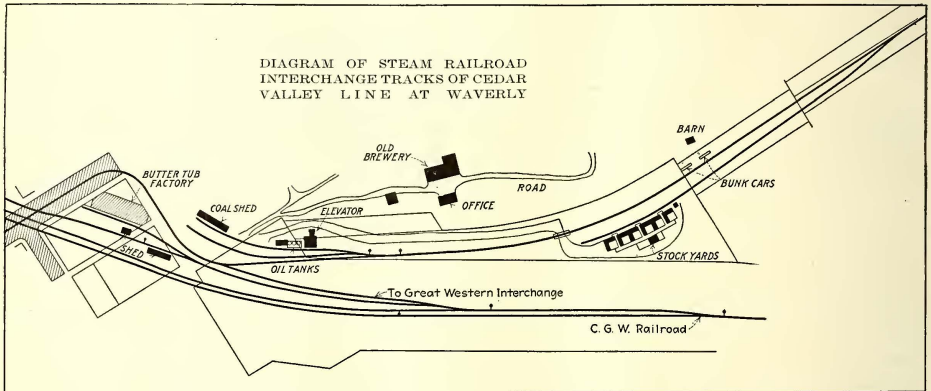 DIAGRAM OF STEAM RAILROAD
INTERCHANGE TRACKS OF CEDAR
VALLEY LINE AT WAVERLY
BARN
OLD
BREWERY
BUTTER TUB
FACTORY
ROAD
BUNK CARS
COAL SHED
OFFICE
ELEVATOR
SHED
OIL TANKS
STOCK YARDS
To Great Western Interchange
C. G. W. Railroad